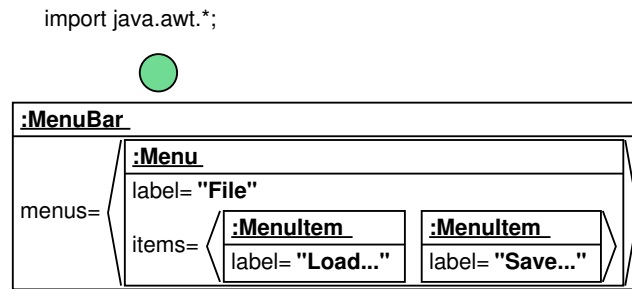 import java.awt.*;
:MenuBar
:Menu
label= "File"
menus=
items=
:MenuItem
label= "Load..."
:MenuItem
label= "Save..."